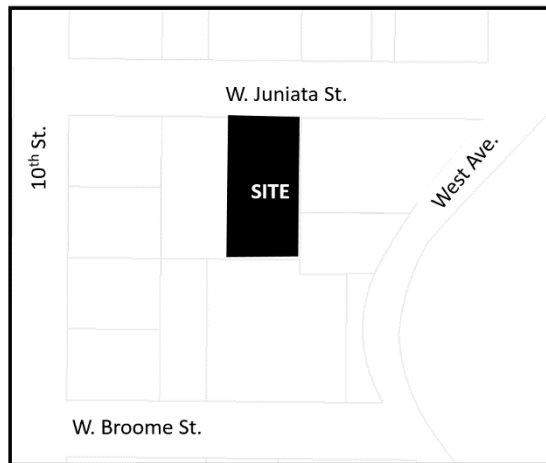 W. Juniata St.
10th St.
West Ave.
SITE
W. Broome St.